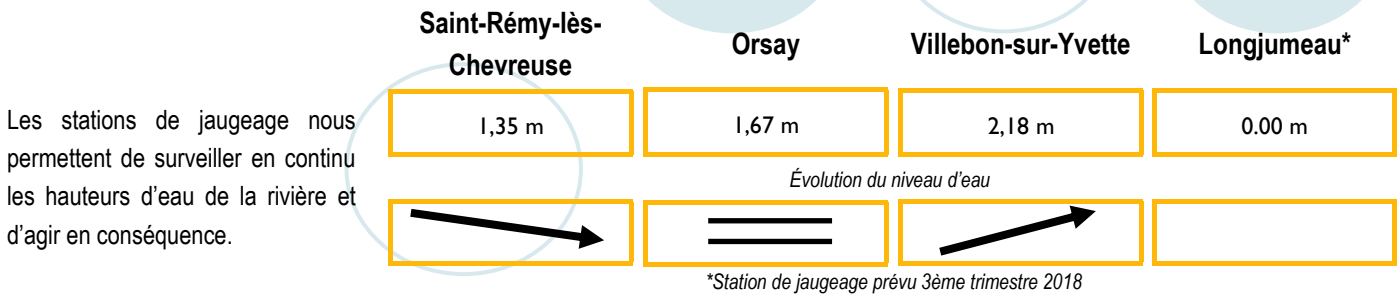 Saint-Rémy-lès-
Chevreuse
Orsay
Villebon-sur-Yvette
Longjumeau*
Les stations de jaugeage nous
permettent de surveiller en continu
les hauteurs d’eau de la rivière et
d’agir en conséquence.
1,35 m
1,67 m
2,18 m
0.00 m
Évolution du niveau d’eau
*Station de jaugeage prévu 3ème trimestre 2018